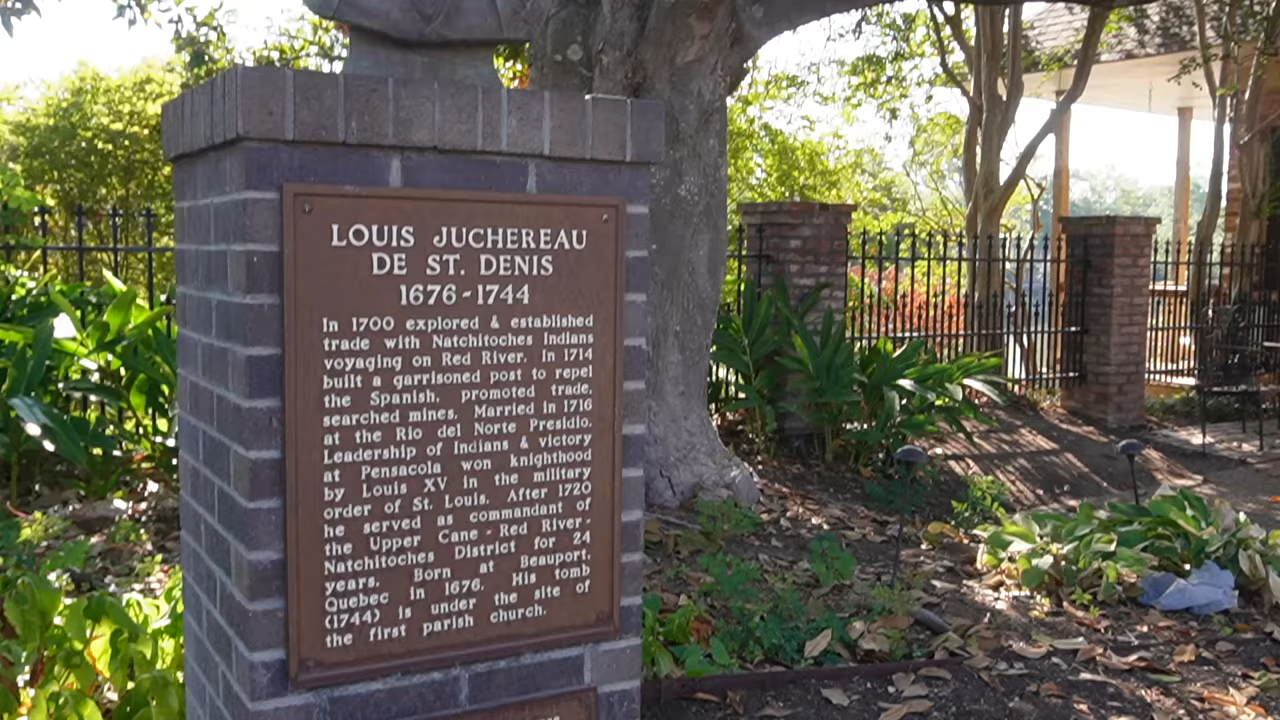 LOUIS JUCHEREAU
DE ST. DENIS
1676-1744
In 1700 explored & established
trade with Natchitoches Indians
voyaging on Red River. In 1714
built a garrisoned post to repel
the Spanish, promoted trade,
searched mines. Married in 1716
at the Rio del Norte Presidio.
Leadership of Indians & victory
at Pensacola won knighthood
by Louis XV in the military
order of St. Louis. After 1720
he served as commandant of
the Upper Cane-Red River-
Natchitoches District for 24
years. Born at Beauport,
Quebec in 1676. His tomb
(1744) is under the site of
the first parish church.